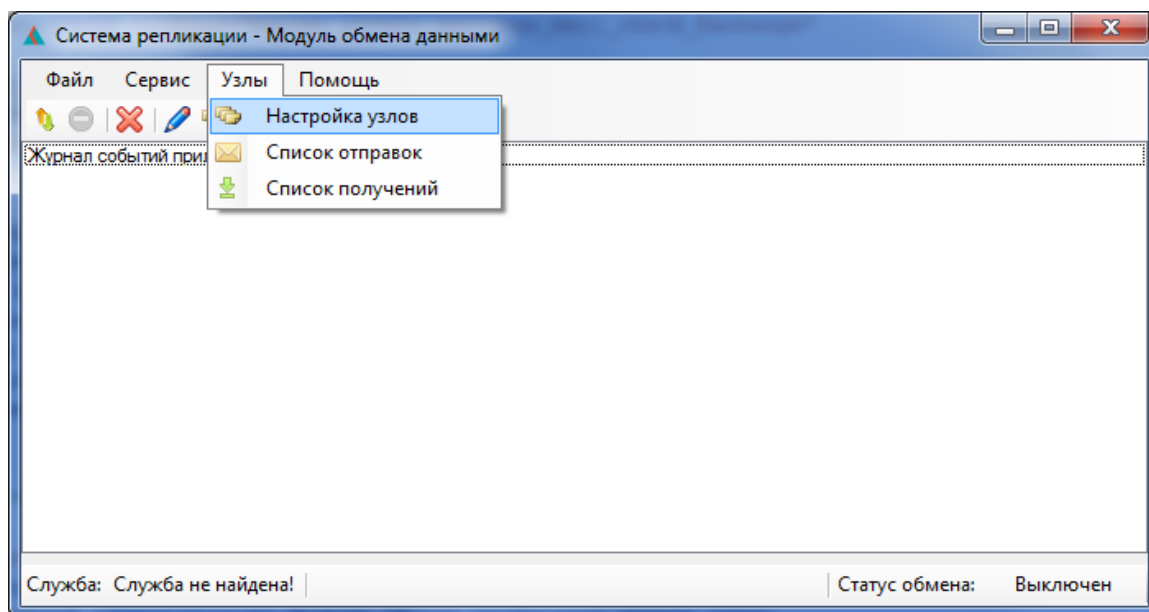 Система репликации - Модуль обмена данными
Файл Сервис Узлы Помощь
Настройка узлов
Журнал событий
Список отправок
Список получений
Служба: Служба не найдена! Статус обмена: Выключен